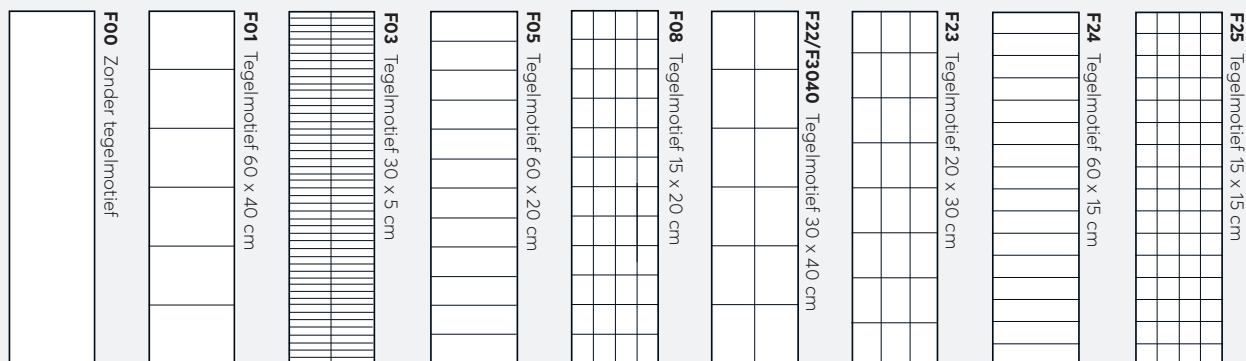 F00 Zonder tegelmotief
F01 Tegelmotief 60 x 40 cm
F03 Tegelmotief 30 x 5 cm
F05 Tegelmotief 60 x 20 cm
F08 Tegelmotief 15 x 20 cm
F22/F3040 Tegelmotief 30 x 40 cm
F23 Tegelmotief 20 x 30 cm
F24 Tegelmotief 60 x 15 cm
F25 Tegelmotief 15 x 15 cm